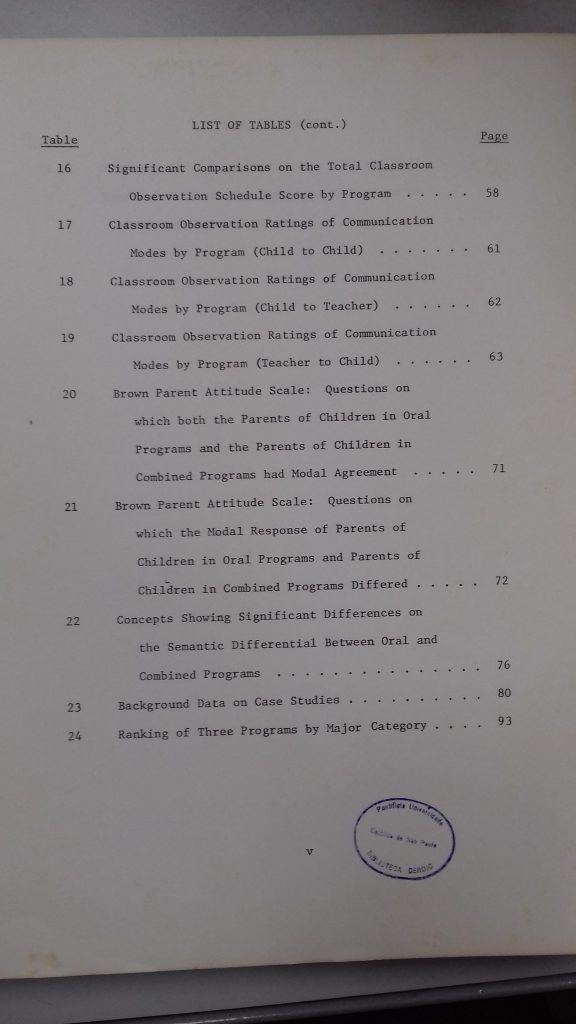 LIST OF TABLES (cont.)
Table Page
16 Significant Comparisons on the Total Classroom
Observation Schedule Score by Program . . . . . 58
17 Classroom Observation Ratings of Communication
Modes by Program (Child to Child) . . . . . . . 61
18 Classroom Observation Ratings of Communication
Modes by Program (Child to Teacher) . . . . . . 62
19 Classroom Observation Ratings of Communication
Modes by Program (Teacher to Child) . . . . . . 63
20 Brown Parent Attitude Scale: Questions on
which both the Parents of Children in Oral
Programs and the Parents of Children in
Combined Programs had Modal Agreement . . . . . 71
21 Brown Parent Attitude Scale: Questions on
which the Modal Response of Parents of
Children in Oral Programs and Parents of
Children in Combined Programs Differed . . . . . 72
22 Concepts Showing Significant Differences on
the Semantic Differential Between Oral and
Combined Programs . . . . . . . . . . . . . . . 76
23 Background Data on Case Studies . . . . . . . . . . 80
24 Ranking of Three Programs by Major Category . . . . 93
v
Pontifícia Universidade
Católica de São Paulo
BIBLIOTECA DERDIC